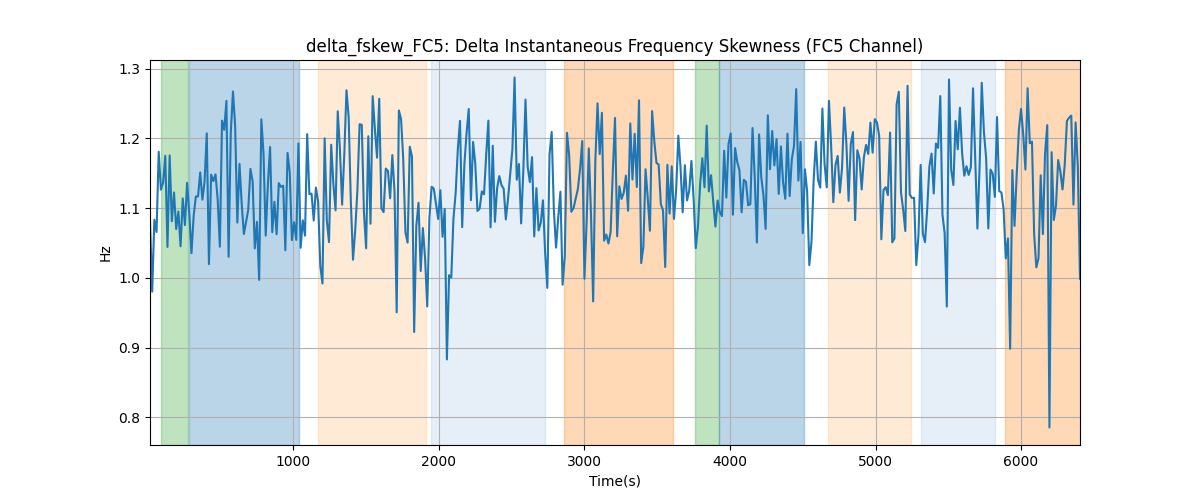 delta_fskew_FC5: Delta Instantaneous Frequency Skewness (FC5 Channel)
1.3
1.2
1.1
1.0
0.9
0.8
Hz
1000 2000 3000 4000 5000 6000
Time(s)